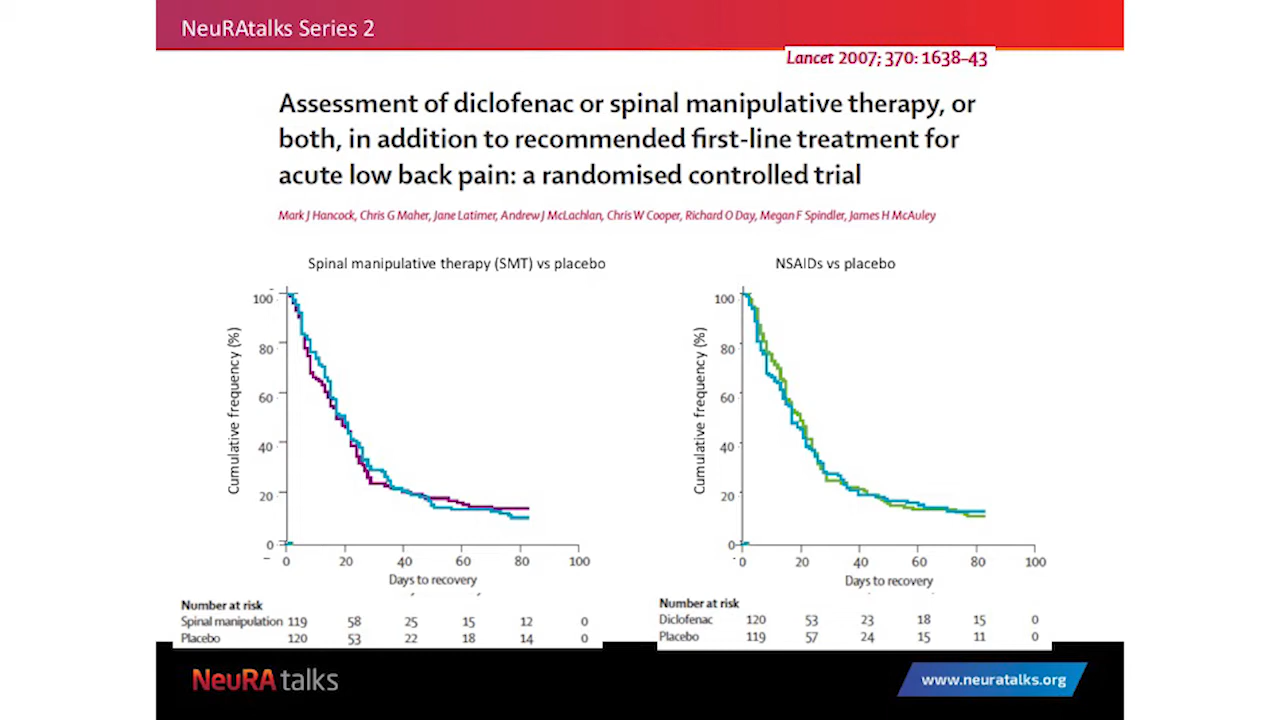 NeuRAtalks Series 2
Lancet 2007; 370: 1638–43
Assessment of diclofenac or spinal manipulative therapy, or
both, in addition to recommended first-line treatment for
acute low back pain: a randomised controlled trial
Mark J Hancock, Chris G Maher, Jane Latimer, Andrew J McLachlan, Chris W Cooper, Richard O Day, Megan F Spindler, James H McAuley
Spinal manipulative therapy (SMT) vs placebo
Cumulative frequency (%)
100
80
60
40
20
0
0 20 40 60 80 100
Days to recovery
Number at risk
Spinal manipulation 119 58 25 15 12 0
Placebo 120 53 22 18 14 0
NSAIDs vs placebo
Cumulative frequency (%)
100
80
60
40
20
0
0 20 40 60 80 100
Days to recovery
Number at risk
Diclofenac 120 53 23 18 15 0
Placebo 119 57 24 15 11 0
NeuRA talks
www.neuratalks.org